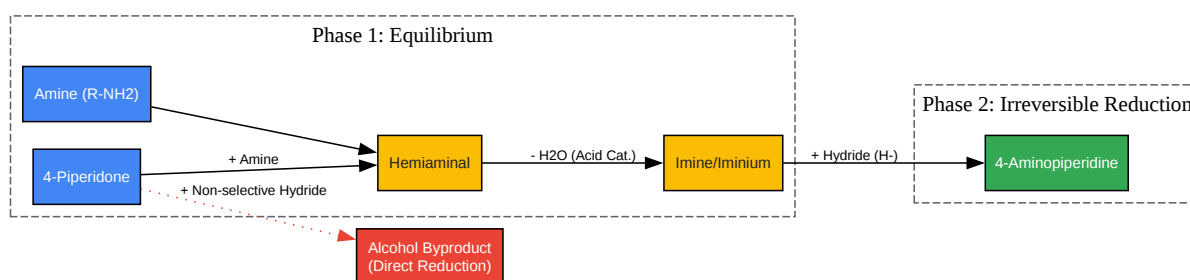 Phase 1: Equilibrium
Amine (R-NH2)
4-Piperidone
+ Amine
+ Non-selective Hydride
Hemiaminal
- H2O (Acid Cat.)
Imine/Iminium
+ Hydride (H-)
Phase 2: Irreversible Reduction
4-Aminopiperidine
Alcohol Byproduct
(Direct Reduction)